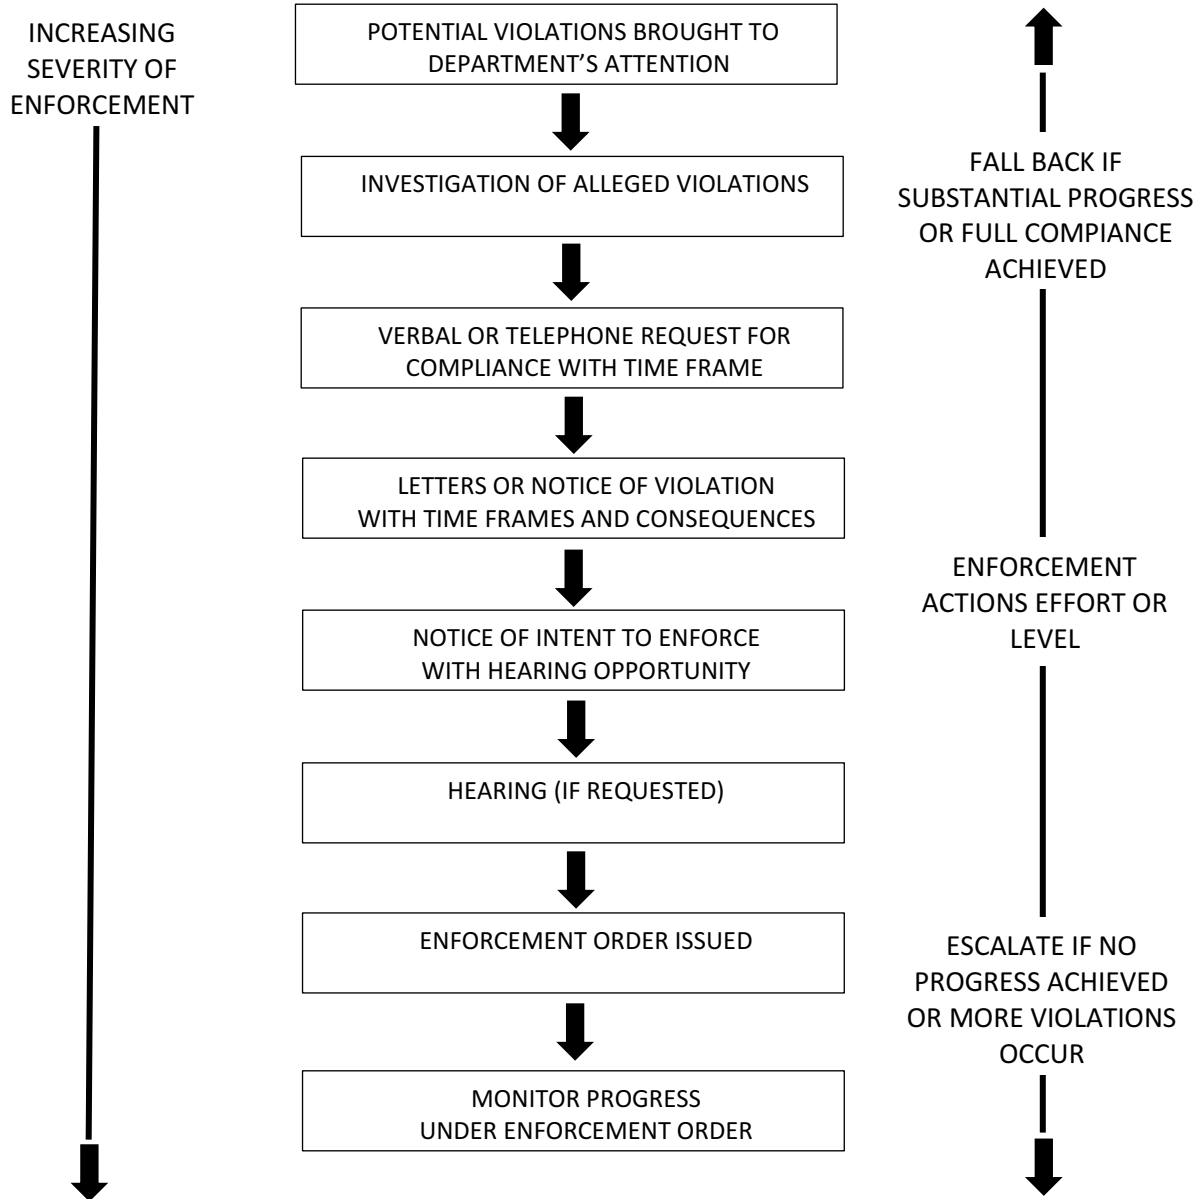 INCREASING
SEVERITY OF
ENFORCEMENT
POTENTIAL VIOLATIONS BROUGHT TO
DEPARTMENT’S ATTENTION
INVESTIGATION OF ALLEGED VIOLATIONS
VERBAL OR TELEPHONE REQUEST FOR
COMPLIANCE WITH TIME FRAME
LETTERS OR NOTICE OF VIOLATION
WITH TIME FRAMES AND CONSEQUENCES
NOTICE OF INTENT TO ENFORCE
WITH HEARING OPPORTUNITY
HEARING (IF REQUESTED)
ENFORCEMENT ORDER ISSUED
MONITOR PROGRESS
UNDER ENFORCEMENT ORDER
FALL BACK IF
SUBSTANTIAL PROGRESS
OR FULL COMPIANCE
ACHIEVED
ENFORCEMENT
ACTIONS EFFORT OR
LEVEL
ESCALATE IF NO
PROGRESS ACHIEVED
OR MORE VIOLATIONS
OCCUR